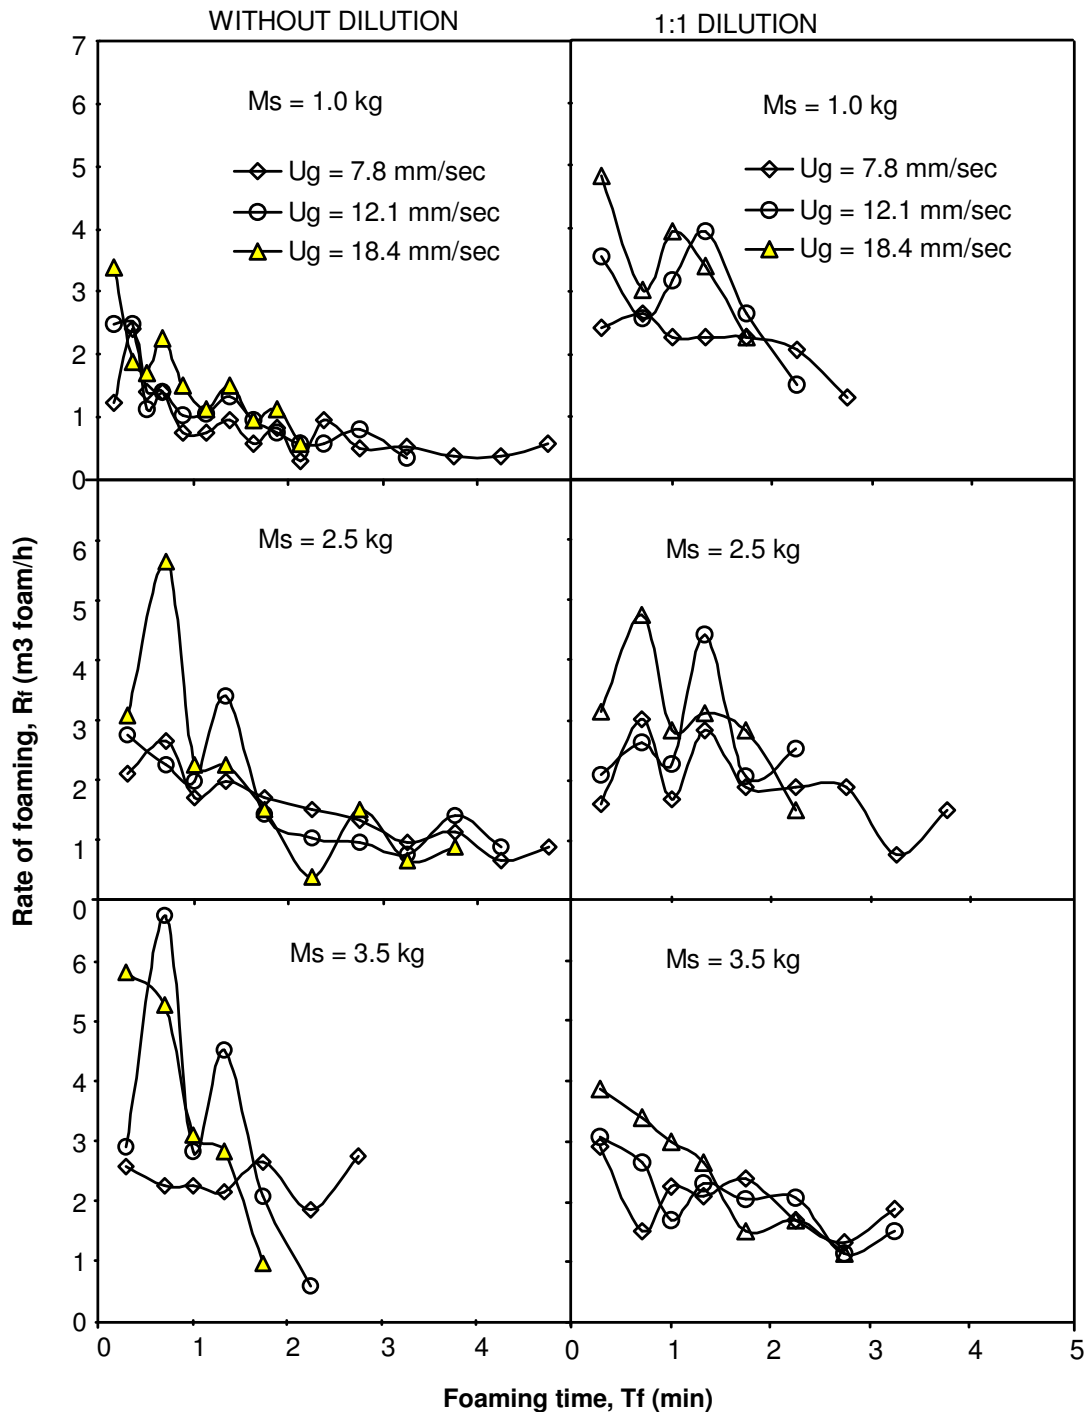 WITHOUT DILUTION
1:1 DILUTION
7
6
5
4
3
2
1
0
Ms = 1.0 kg
Ug = 7.8 mm/sec
Ug = 12.1 mm/sec
Ug = 18.4 mm/sec
Ms = 1.0 kg
Ug = 7.8 mm/sec
Ug = 12.1 mm/sec
Ug = 18.4 mm/sec
Rate of foaming, Rf (m3 foam/h)
6
5
4
3
2
1
0
Ms = 2.5 kg
Ms = 2.5 kg
6
5
4
3
2
1
0
Ms = 3.5 kg
Ms = 3.5 kg
0 1 2 3 4
0 1 2 3 4 5
Foaming time, Tf (min)